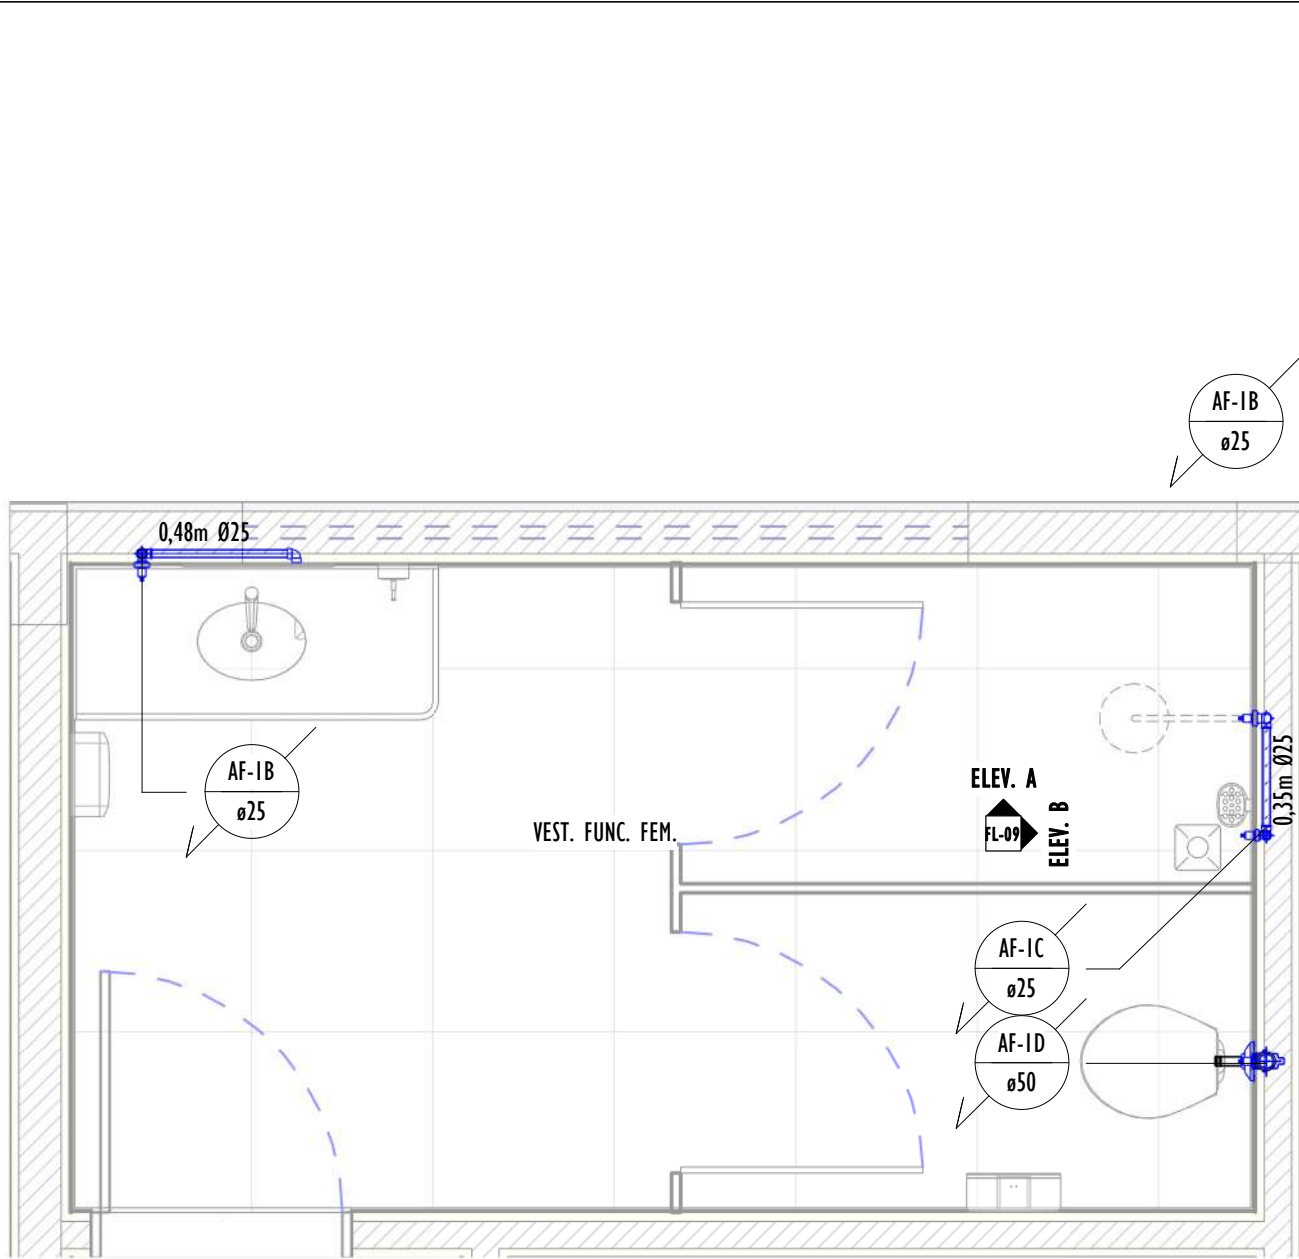 AF-1B
ø25
0,48m Ø25
0,35m Ø25
AF-1B
ø25
VEST. FUNC. FEM.
ELEV. A
FL-09
ELEV. B
AF-1C
ø25
AF-1D
ø50